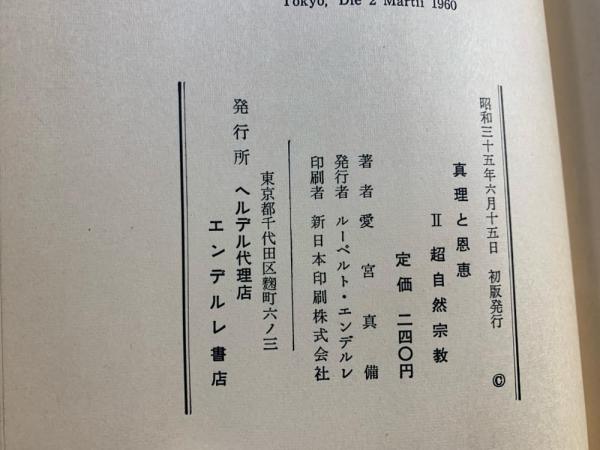 Tokyo, Die 2 Martii 1960
昭和三十五年六月十五日 初版発行
©
真理と恩恵
Ⅱ 超自然宗教
定価 二四〇円
著者 愛宮真備
発行者 ルーペルト・エンデルレ
印刷者 新日本印刷株式会社
東京都千代田区麹町六ノ三
発行所 ヘルデル代理店
エンデルレ書店